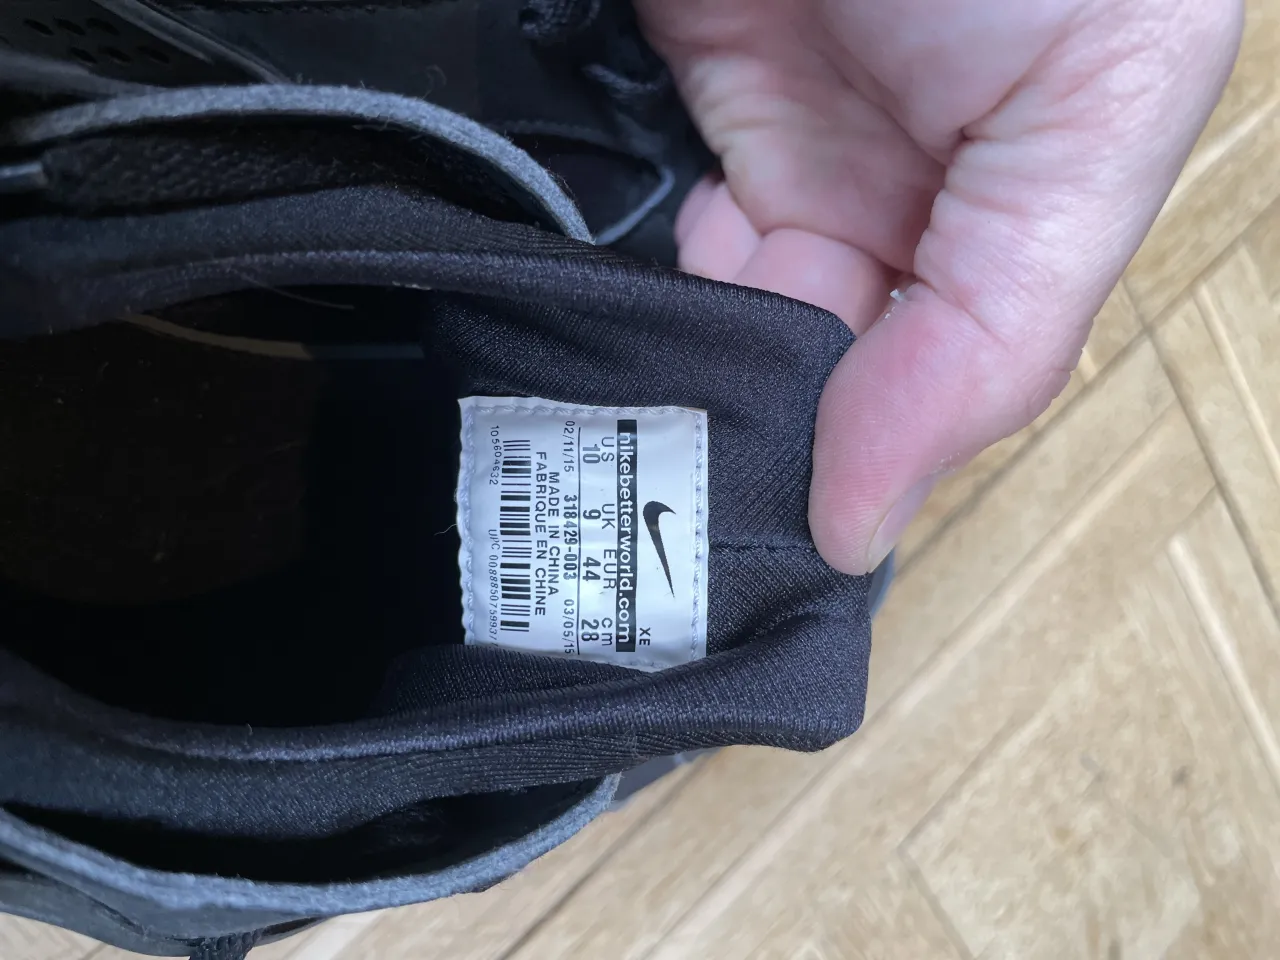 XE
nikebetterworld.com
US UK EUR cm
10 9 44 28
02/11/15 318429-003 03/05/15
MADE IN CHINA
FABRIQUE EN CHINE
105604632